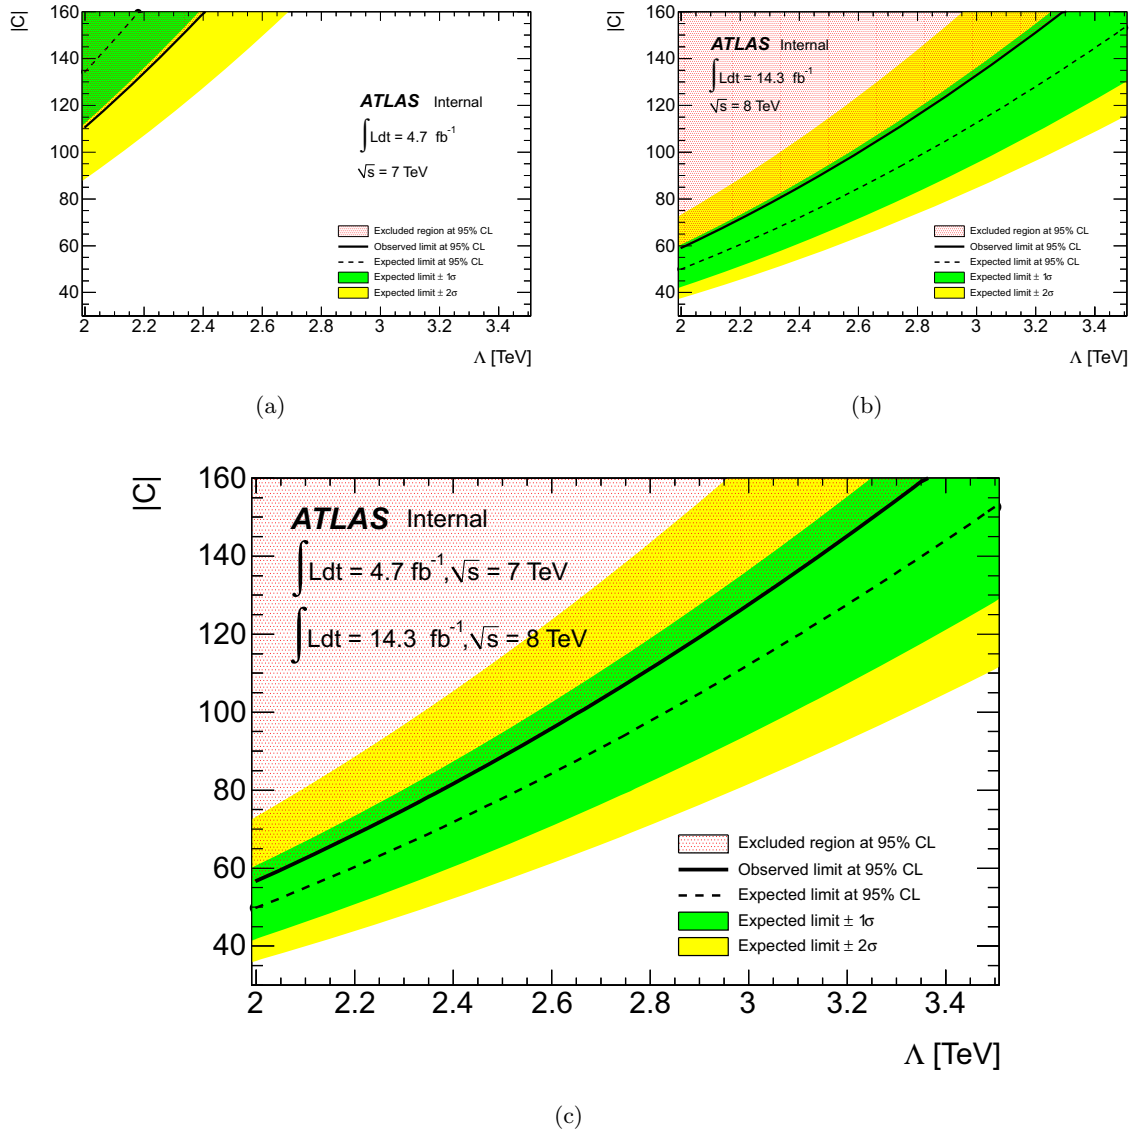 |C|
160
140
120
100
80
60
40
2 2.2 2.4 2.6 2.8 3 3.2 3.4
Λ [TeV]
ATLAS Internal
∫Ldt = 4.7 fb⁻¹
√s = 7 TeV
Excluded region at 95% CL
Observed limit at 95% CL
Expected limit at 95% CL
Expected limit ± 1σ
Expected limit ± 2σ
(a)
|C|
160
140
120
100
80
60
40
2 2.2 2.4 2.6 2.8 3 3.2 3.4
Λ [TeV]
ATLAS Internal
∫Ldt = 14.3 fb⁻¹
√s = 8 TeV
Excluded region at 95% CL
Observed limit at 95% CL
Expected limit at 95% CL
Expected limit ± 1σ
Expected limit ± 2σ
(b)
|C|
160
140
120
100
80
60
40
2 2.2 2.4 2.6 2.8 3 3.2 3.4
Λ [TeV]
ATLAS Internal
∫Ldt = 4.7 fb⁻¹,√s = 7 TeV
∫Ldt = 14.3 fb⁻¹,√s = 8 TeV
Excluded region at 95% CL
Observed limit at 95% CL
Expected limit at 95% CL
Expected limit ± 1σ
Expected limit ± 2σ
(c)